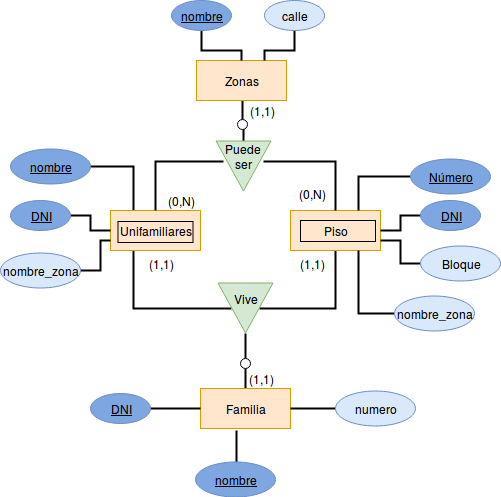 nombre
calle
Zonas
(1,1)
Puede
ser
nombre
(0,N)
(0,N)
Número
DNI
Unifamiliares
Piso
DNI
nombre_zona
(1,1)
(1,1)
Bloque
Vive
nombre_zona
(1,1)
DNI
Familia
numero
nombre